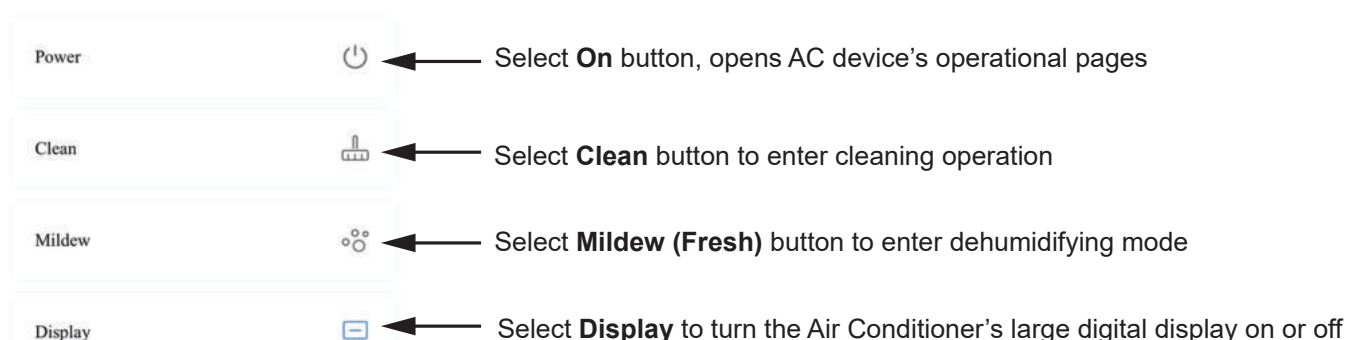 Power
Select On button, opens AC device's operational pages
Clean
Select Clean button to enter cleaning operation
Mildew
Select Mildew (Fresh) button to enter dehumidifying mode
Display
Select Display to turn the Air Conditioner's large digital display on or off